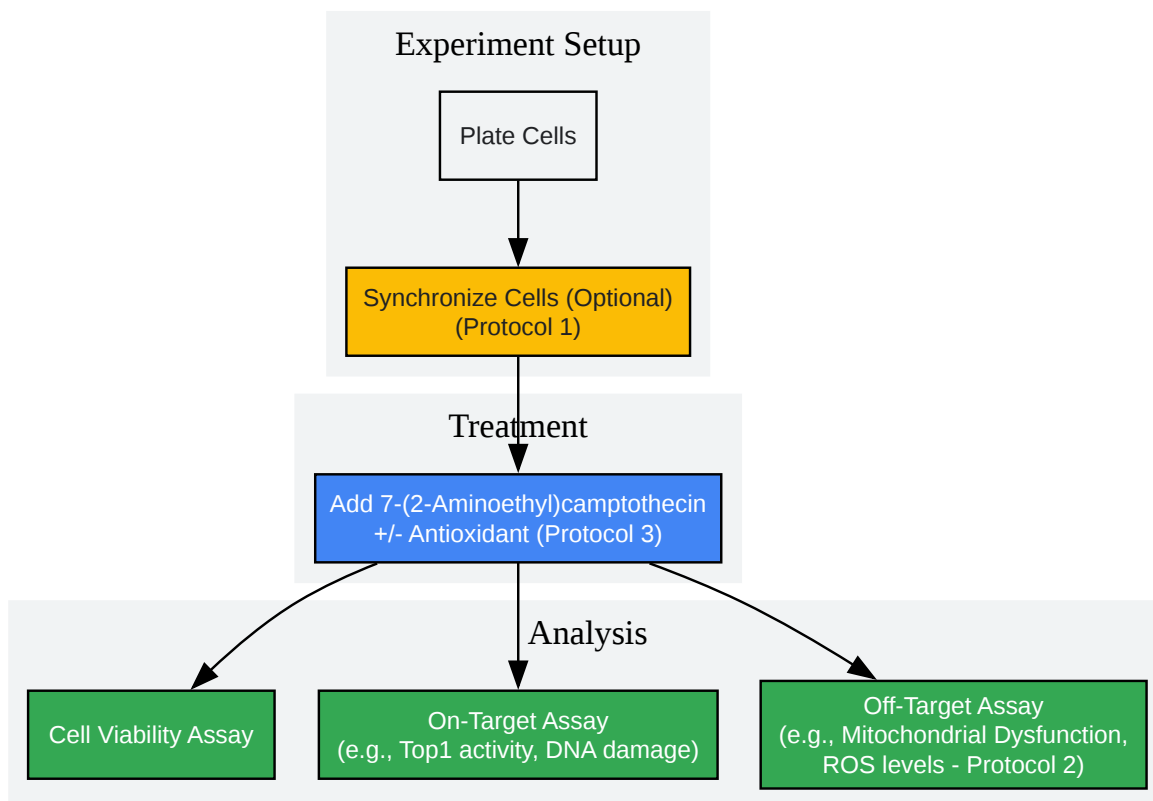 Experiment Setup
Plate Cells
Synchronize Cells (Optional)
(Protocol 1)
Treatment
Add 7-(2-Aminoethyl)camptothecin
+/- Antioxidant (Protocol 3)
Analysis
Cell Viability Assay
On-Target Assay
(e.g., Top1 activity, DNA damage)
Off-Target Assay
(e.g., Mitochondrial Dysfunction,
ROS levels - Protocol 2)